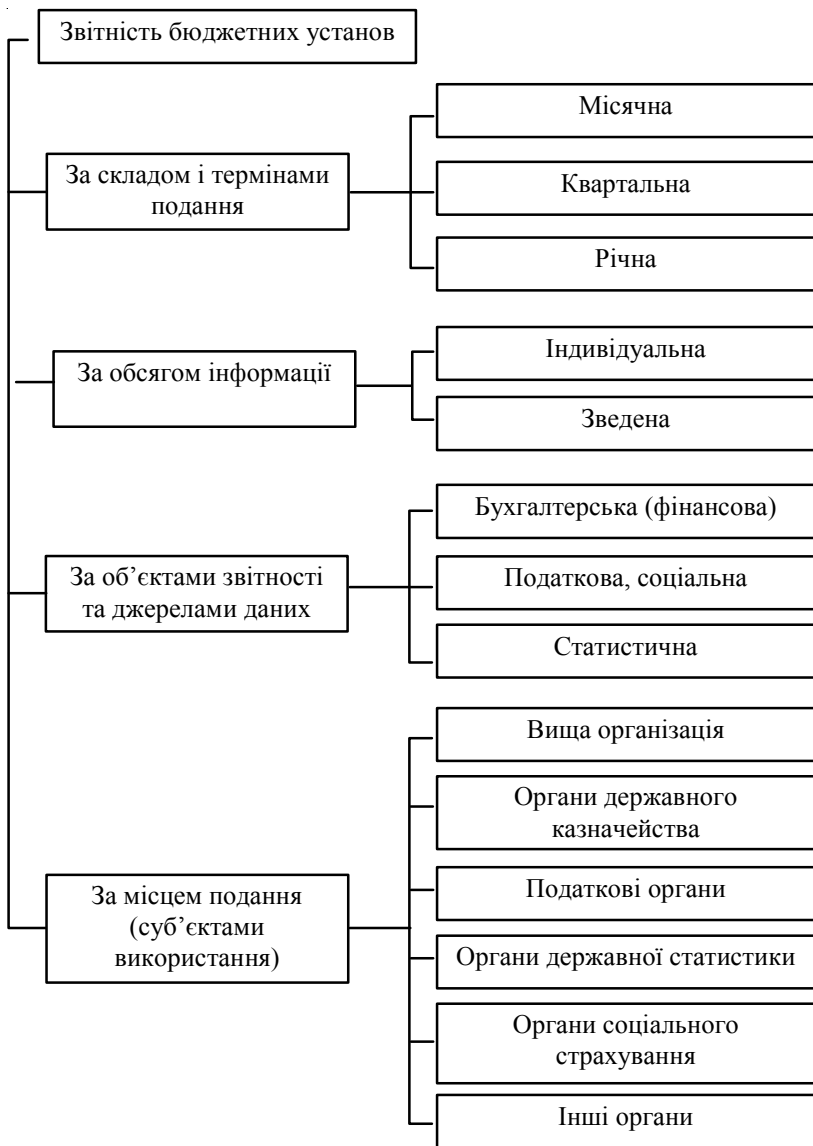 Звітність бюджетних установ
За складом і термінами
подання
Місячна
Квартальна
Річна
За обсягом інформації
Індивідуальна
Зведена
За об’єктами звітності
та джерелами даних
Бухгалтерська (фінансова)
Податкова, соціальна
Статистична
За місцем подання
(суб’єктами
використання)
Вища організація
Органи державного
казначейства
Податкові органи
Органи державної статистики
Органи соціального
страхування
Інші органи